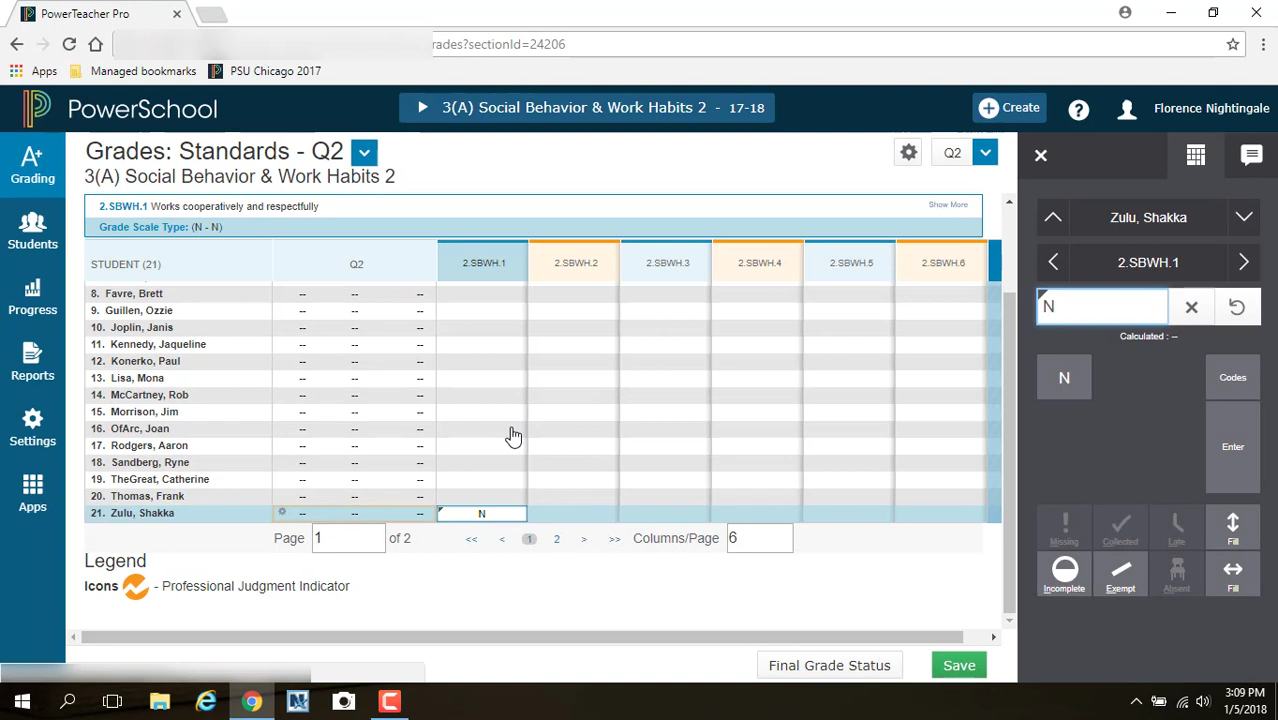 PowerTeacher Pro
grades?sectionId=24206
Apps Managed bookmarks PSU Chicago 2017
PowerSchool
3(A) Social Behavior & Work Habits 2 - 17-18
Create
Florence Nightingale
A+
Grading
Students
Progress
Reports
Settings
Apps
Grades: Standards - Q2
Q2
3(A) Social Behavior & Work Habits 2
2.SBWH.1 Works cooperatively and respectfully
Show More
Grade Scale Type: (N - N)
STUDENT (21) Q2 2.SBWH.1 2.SBWH.2 2.SBWH.3 2.SBWH.4 2.SBWH.5 2.SBWH.6
8. Favre, Brett -- -- --
9. Guillen, Ozzie -- -- --
10. Joplin, Janis -- -- --
11. Kennedy, Jaqueline -- -- --
12. Konerko, Paul -- -- --
13. Lisa, Mona -- -- --
14. McCartney, Rob -- -- --
15. Morrison, Jim -- -- --
16. OfArc, Joan -- -- --
17. Rodgers, Aaron -- -- --
18. Sandberg, Ryne -- -- --
19. TheGreat, Catherine -- -- --
20. Thomas, Frank -- -- --
21. Zulu, Shakka -- -- -- N
Page 1 of 2 << < 1 2 > >> Columns/Page 6
Legend
Icons - Professional Judgment Indicator
Final Grade Status
Save
Zulu, Shakka
2.SBWH.1
N
Calculated : --
N
Codes
Enter
Missing
Collected
Late
Fill
Incomplete
Exempt
Absent
Fill
3:09 PM
1/5/2018